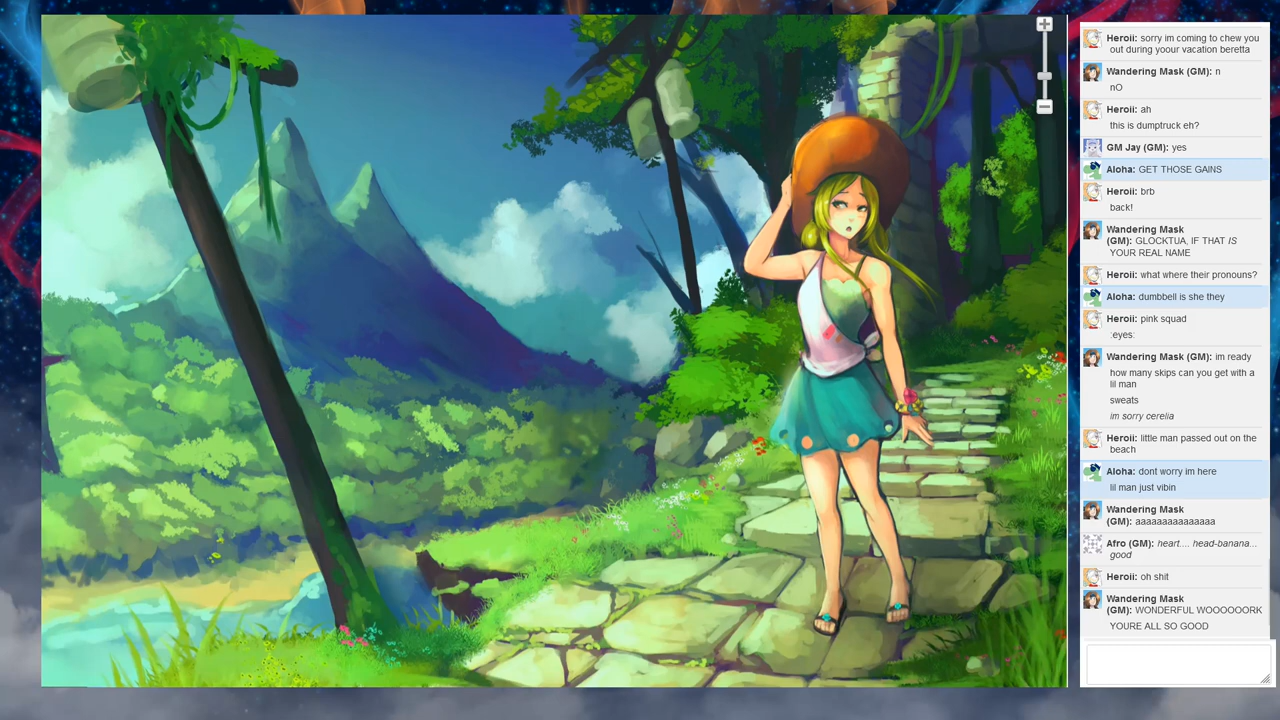 Heroii: sorry im coming to chew you
out during yoour vacation beretta
Wandering Mask (GM): n
nO
Heroii: ah
this is dumptruck eh?
GM Jay (GM): yes
Aloha: GET THOSE GAINS
Heroii: brb
back!
Wandering Mask
(GM): GLOCKTUA, IF THAT IS
YOUR REAL NAME
Heroii: what where their pronouns?
Aloha: dumbbell is she they
Heroii: pink squad
:eyes:
Wandering Mask (GM): im ready
how many skips can you get with a
lil man
sweats
im sorry cerelia
Heroii: little man passed out on the
beach
Aloha: dont worry im here
lil man just vibin
Wandering Mask
(GM): aaaaaaaaaaaaaaa
Afro (GM): heart.... head-banana...
good
Heroii: oh shit
Wandering Mask
(GM): WONDERFUL WOOOOOORK
YOURE ALL SO GOOD